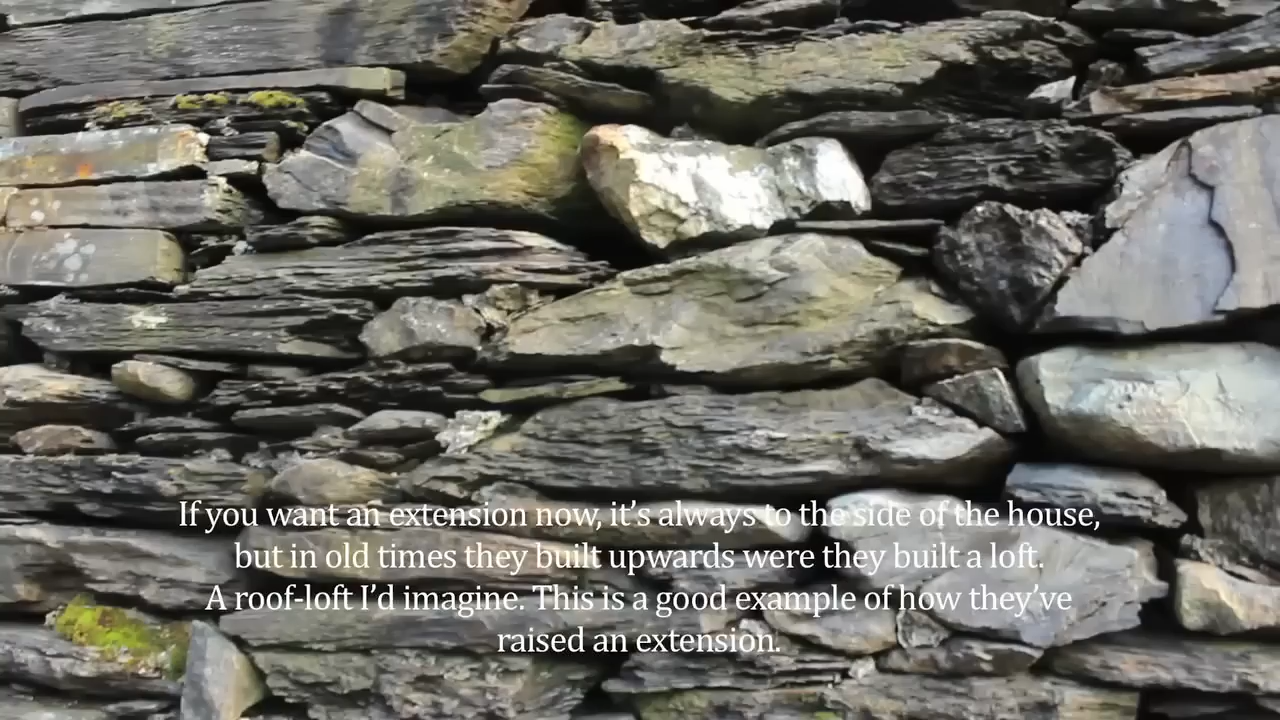 If you want an extension now, it’s always to the side of the house,
but in old times they built upwards were they built a loft.
A roof-loft I’d imagine. This is a good example of how they’ve
raised an extension.